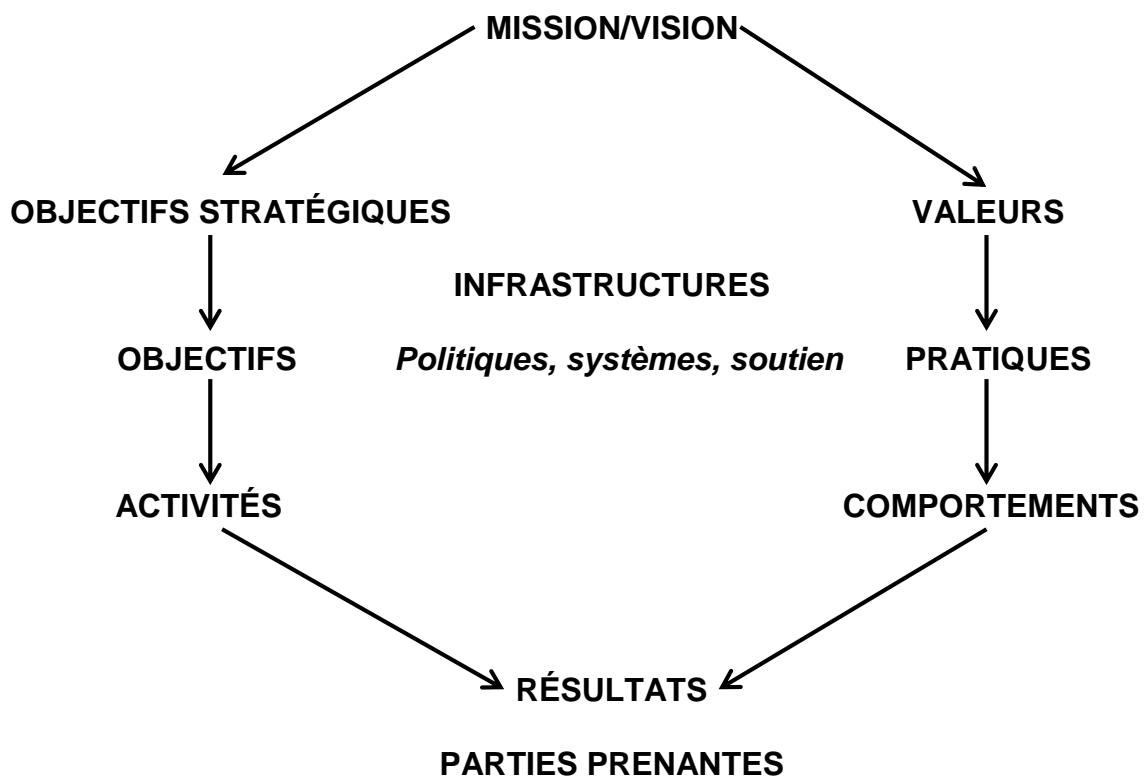 MISSION/VISION
OBJECTIFS STRATÉGIQUES
VALEURS
INFRASTRUCTURES
OBJECTIFS
Politiques, systèmes, soutien
PRATIQUES
ACTIVITÉS
COMPORTEMENTS
RÉSULTATS
PARTIES PRENANTES